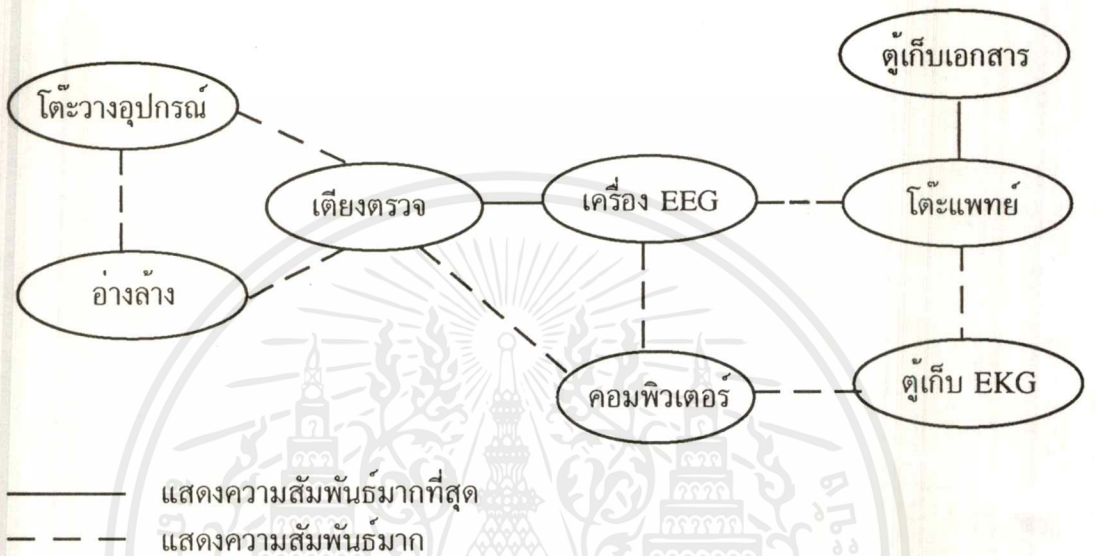 ตู้เก็บเอกสาร
โต๊ะวางอุปกรณ์
เตียงตรวจ
เครื่อง EEG
โต๊ะแพทย์
อ่างล้าง
คอมพิวเตอร์
ตู้เก็บ EKG
แสดงความสัมพันธ์มากที่สุด
แสดงความสัมพันธ์มาก